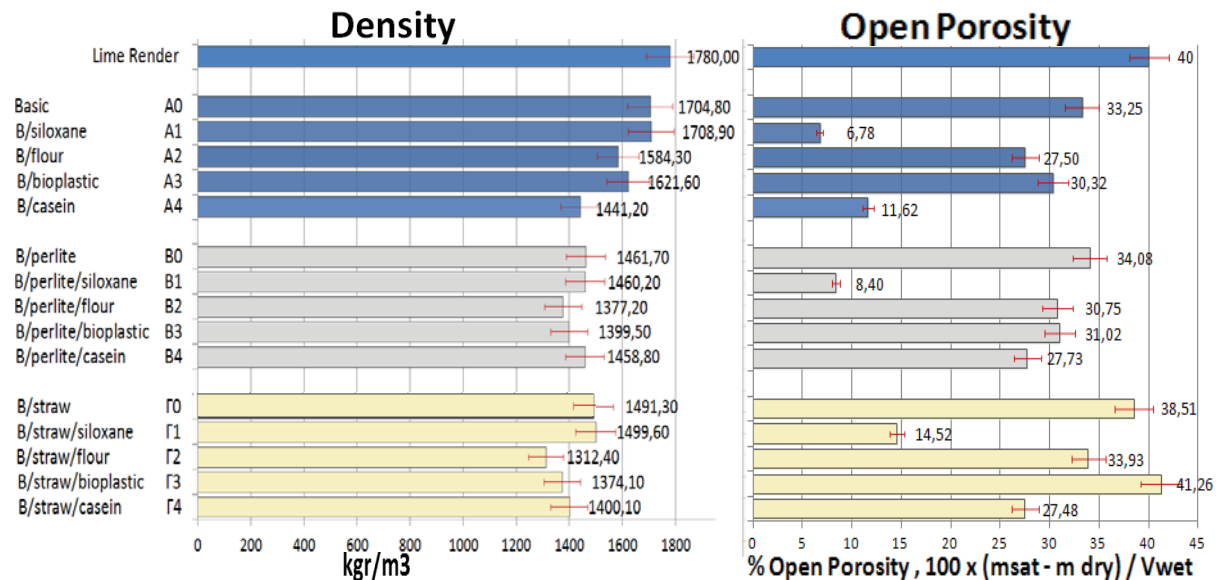 Density Open Porosity
Lime Render 1780,00 40
Basic A0 1704,80 33,25
B/siloxane A1 1708,90 6,78
B/flour A2 1584,30 27,50
B/bioplastic A3 1621,60 30,32
B/casein A4 1441,20 11,62
B/perlite B0 1461,70 34,08
B/perlite/siloxane B1 1460,20 8,40
B/perlite/flour B2 1377,20 30,75
B/perlite/bioplastic B3 1399,50 31,02
B/perlite/casein B4 1458,80 27,73
B/straw Γ0 1491,30 38,51
B/straw/siloxane Γ1 1499,60 14,52
B/straw/flour Γ2 1312,40 33,93
B/straw/bioplastic Γ3 1374,10 41,26
B/straw/casein Γ4 1400,10 27,48
0 200 400 600 800 1000 1200 1400 1600 1800 0 5 10 15 20 25 30 35 40 45
kgr/m3 % Open Porosity , 100 x (msat - m dry) / Vwet